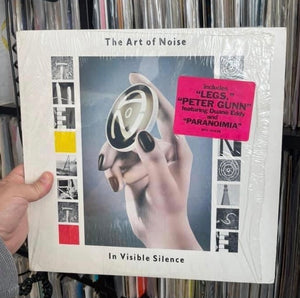 The Art of Noise
Includes
"LEGS,"
"PETER GUNN"
featuring Duane Eddy
and
"PARANOIMIA"
In Visible Silence